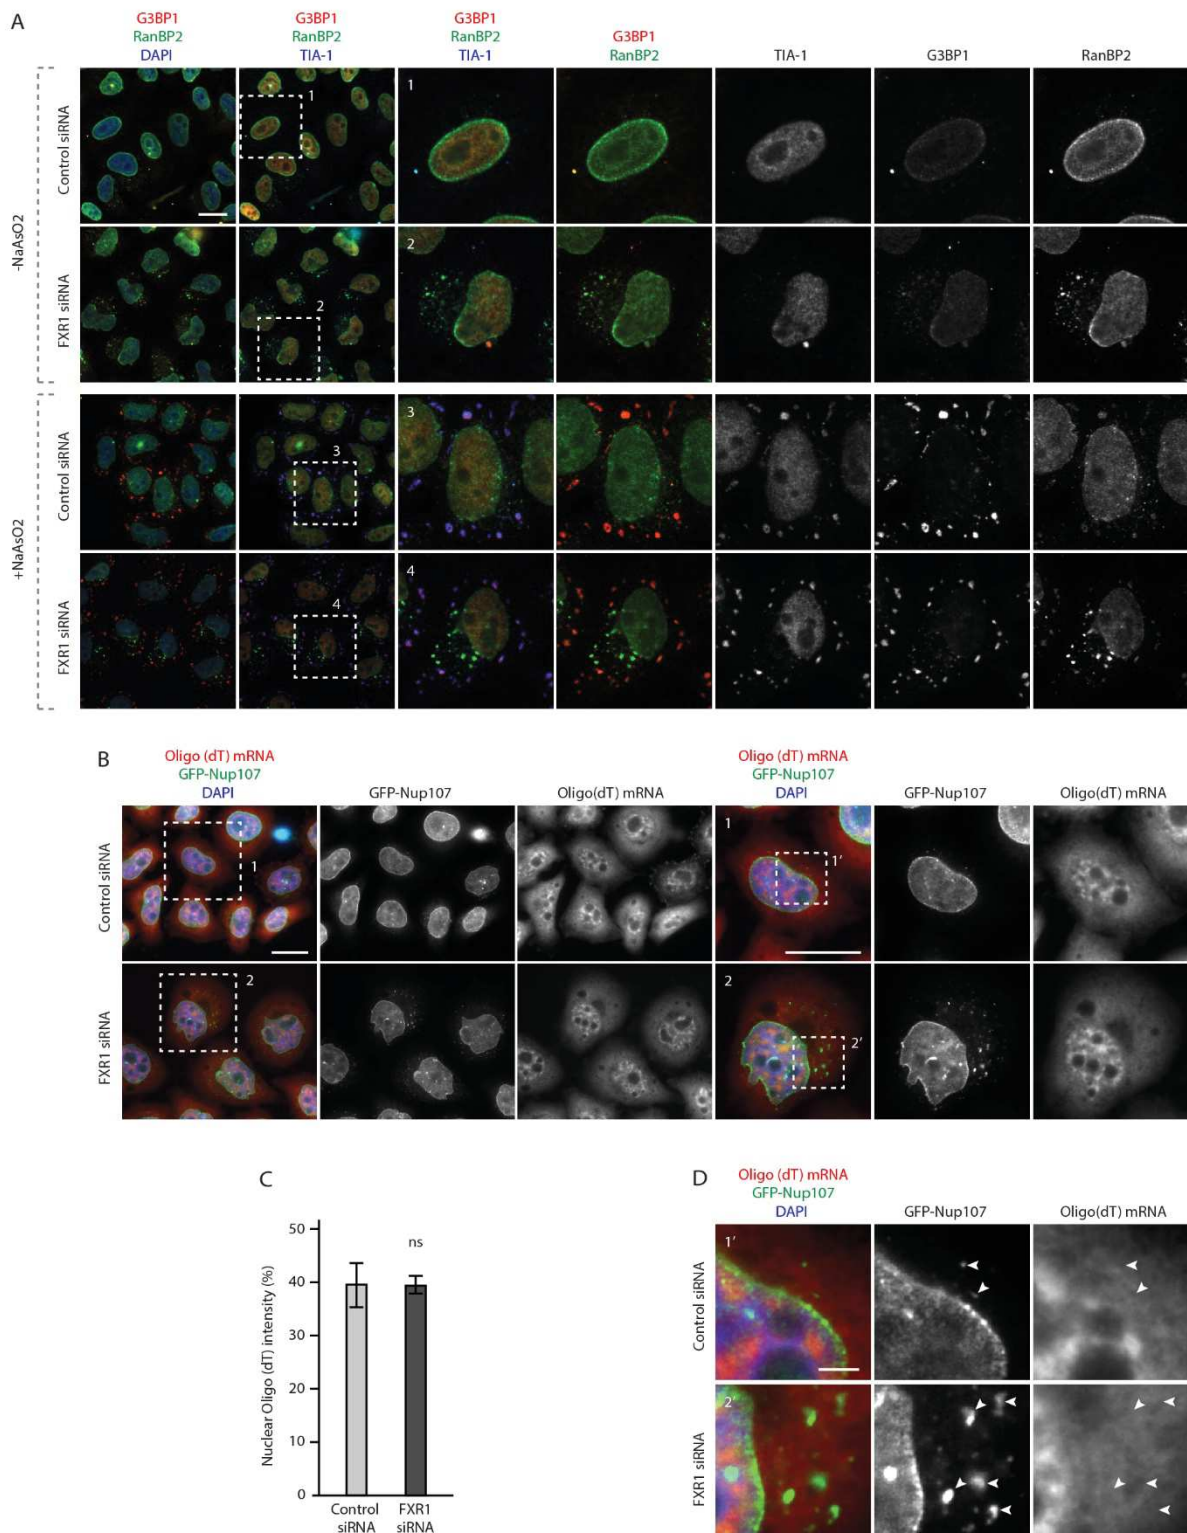 A
G3BP1
RanBP2
DAPI
G3BP1
RanBP2
TIA-1
G3BP1
RanBP2
TIA-1
G3BP1
RanBP2
TIA-1
G3BP1
RanBP2
-NaAsO2
Control siRNA
1
1
FXR1 siRNA
2
2
+NaAsO2
Control siRNA
3
3
FXR1 siRNA
4
4
B
Oligo (dT) mRNA
GFP-Nup107
DAPI
GFP-Nup107
Oligo(dT) mRNA
Oligo (dT) mRNA
GFP-Nup107
DAPI
GFP-Nup107
Oligo(dT) mRNA
Control siRNA
1
1
1′
FXR1 siRNA
2
2
2′
C
Nuclear Oligo (dT) intensity (%)
50
40
40
20
10
0
ns
Control
siRNA
FXR1
siRNA
D
Oligo (dT) mRNA
GFP-Nup107
DAPI
GFP-Nup107
Oligo(dT) mRNA
Control siRNA
1′
FXR1 siRNA
2′